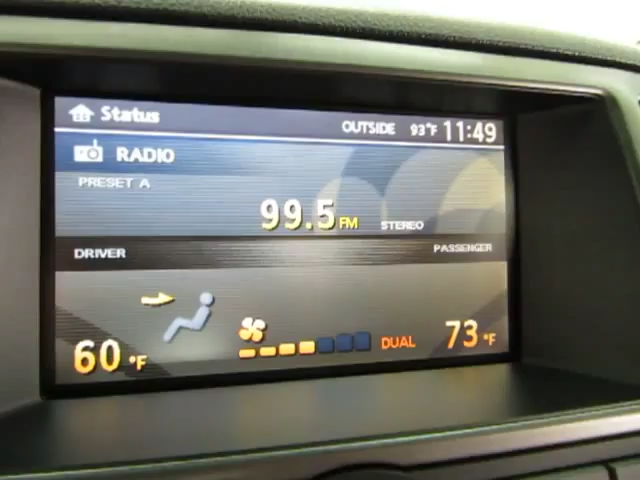 Status
OUTSIDE 93°F 11:49
RADIO
PRESET A
99.5 FM STEREO
DRIVER PASSENGER
60°F DUAL 73°F